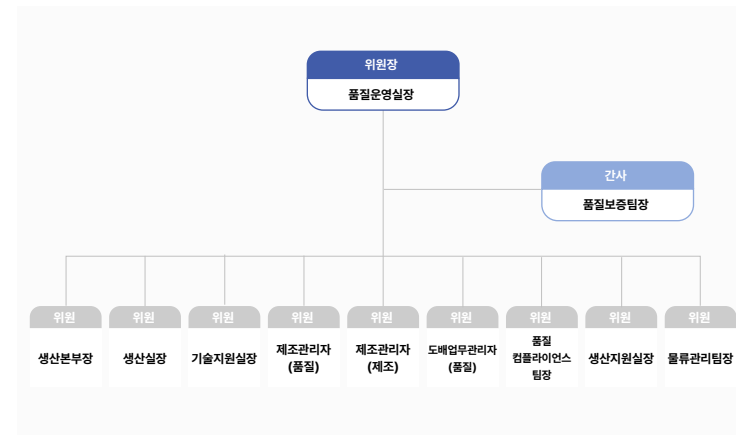 위원장
품질운영실장
간사
품질보증팀장
위원
생산본부장
위원
생산실장
위원
기술지원실장
위원
제조관리자
(품질)
위원
제조관리자
(제조)
위원
도배업무관리자
(품질)
위원
품질
컴플라이언스
팀장
위원
생산지원실장
위원
물류관리팀장